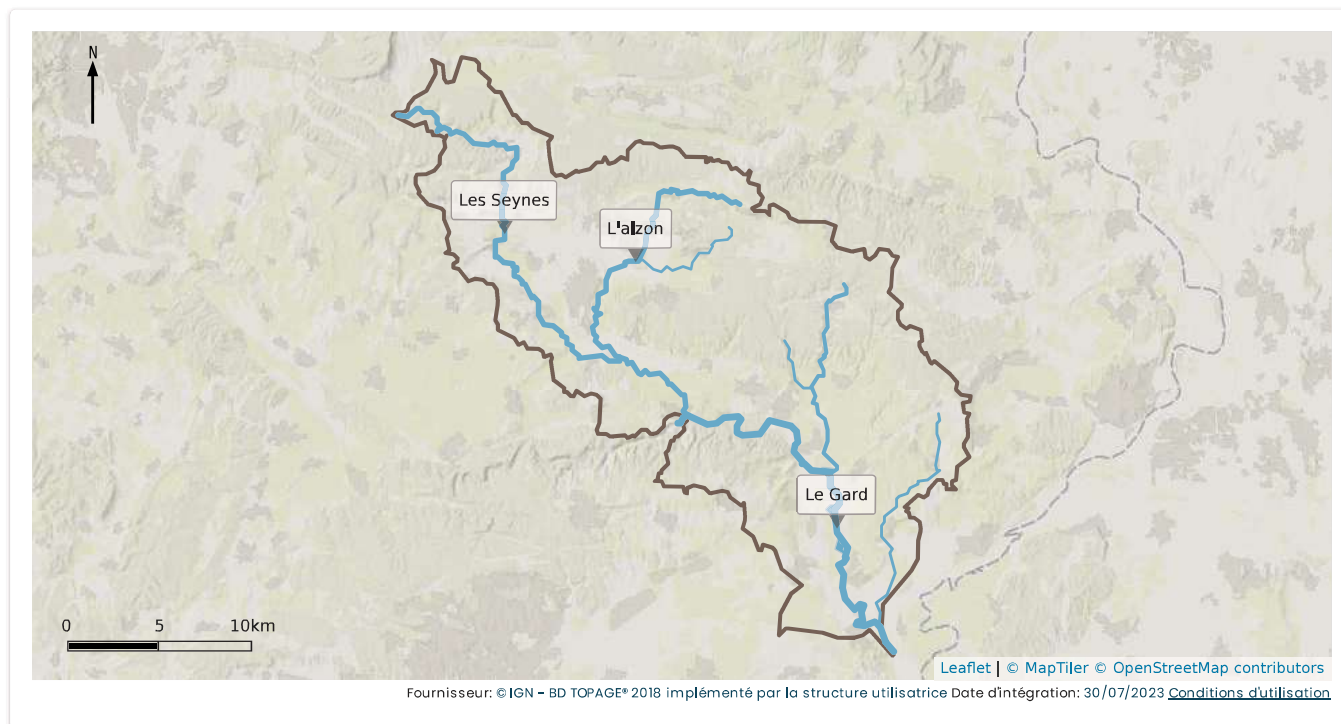 N
Les Seynes
L'alzon
Le Gard
0 5 10km
Leaflet | © MapTiler © OpenStreetMap contributors
Fournisseur: © IGN - BD TOPAGE® 2018 implémenté par la structure utilisatrice Date d'intégration: 30/07/2023 Conditions d'utilisation